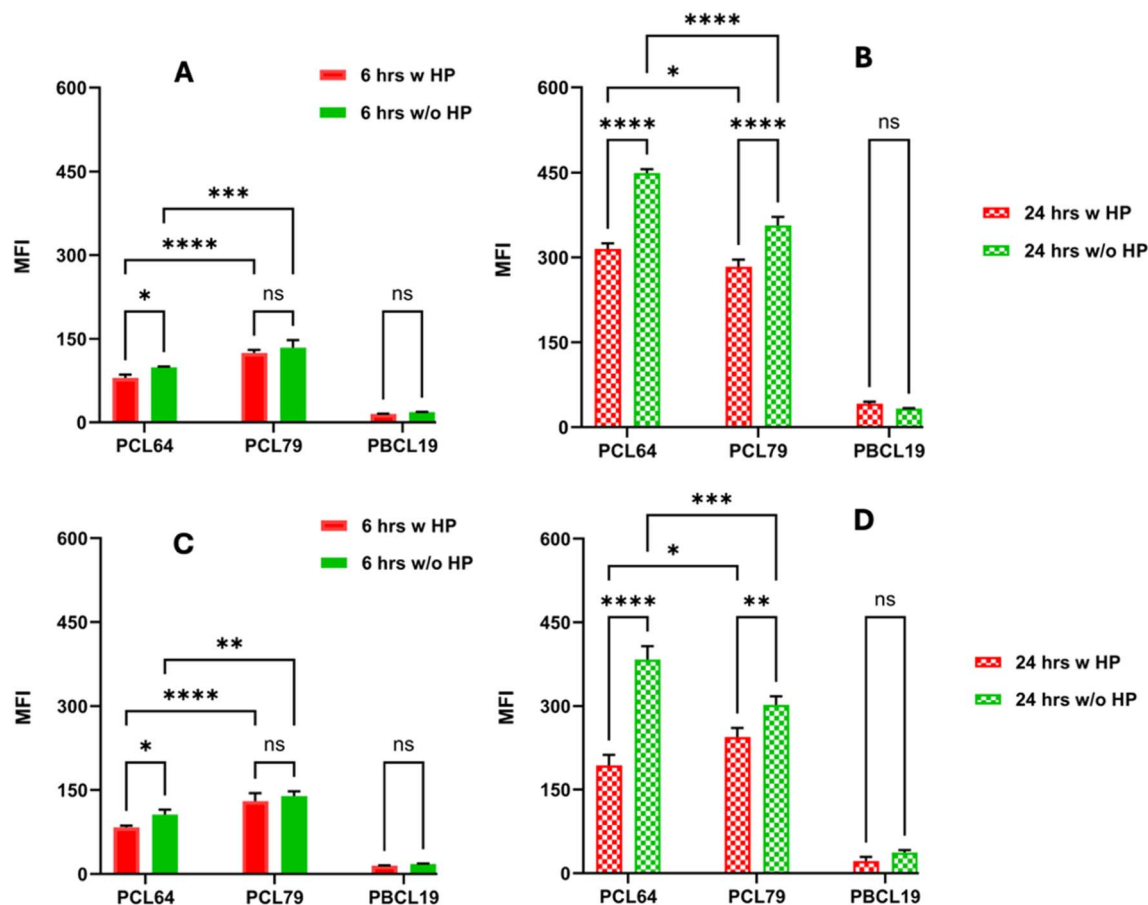 A
6 hrs w HP
6 hrs w/o HP
MFI
600
450
300
150
0
****
***
*
ns
ns
PCL64 PCL79 PBCL19
B
24 hrs w HP
24 hrs w/o HP
MFI
600
450
300
150
0
****
*
**** ****
ns
PCL64 PCL79 PBCL19
C
6 hrs w HP
6 hrs w/o HP
MFI
600
450
300
150
0
**
****
*
ns
ns
PCL64 PCL79 PBCL19
D
24 hrs w HP
24 hrs w/o HP
MFI
600
450
300
150
0
***
*
**** **
ns
PCL64 PCL79 PBCL19